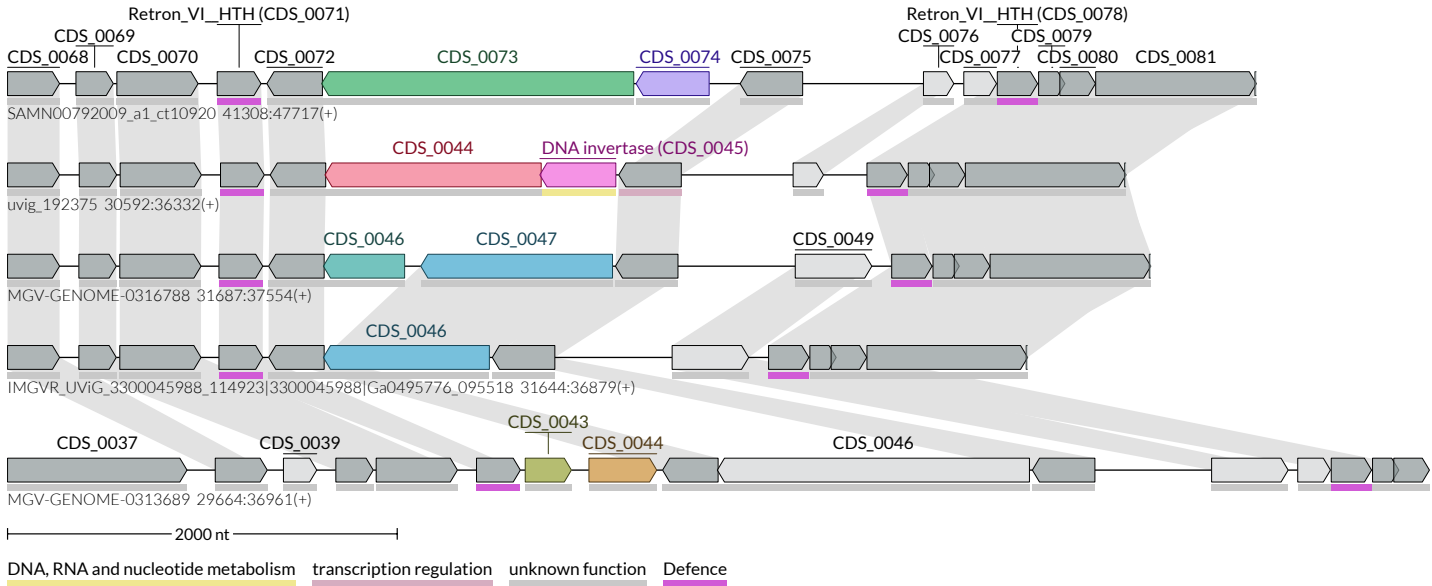 Retron_VI__HTH (CDS_0071) Retron_VI__HTH (CDS_0078)
CDS_0069 CDS_0076 CDS_0079
CDS_0068 CDS_0070 CDS_0072 CDS_0073 CDS_0074 CDS_0075 CDS_0077 CDS_0080 CDS_0081
SAMN00792009_a1_ct10920 41308:47717(+)
CDS_0044 DNA invertase (CDS_0045)
uvig_192375 30592:36332(+)
CDS_0046 CDS_0047 CDS_0049
MGV-GENOME-0316788 31687:37554(+)
CDS_0046
IMGVR_UViG_3300045988_114923|3300045988|Ga0495776_095518 31644:36879(+)
CDS_0043
CDS_0037 CDS_0039 CDS_0044 CDS_0046
MGV-GENOME-0313689 29664:36961(+)
2000 nt
DNA, RNA and nucleotide metabolism transcription regulation unknown function Defence